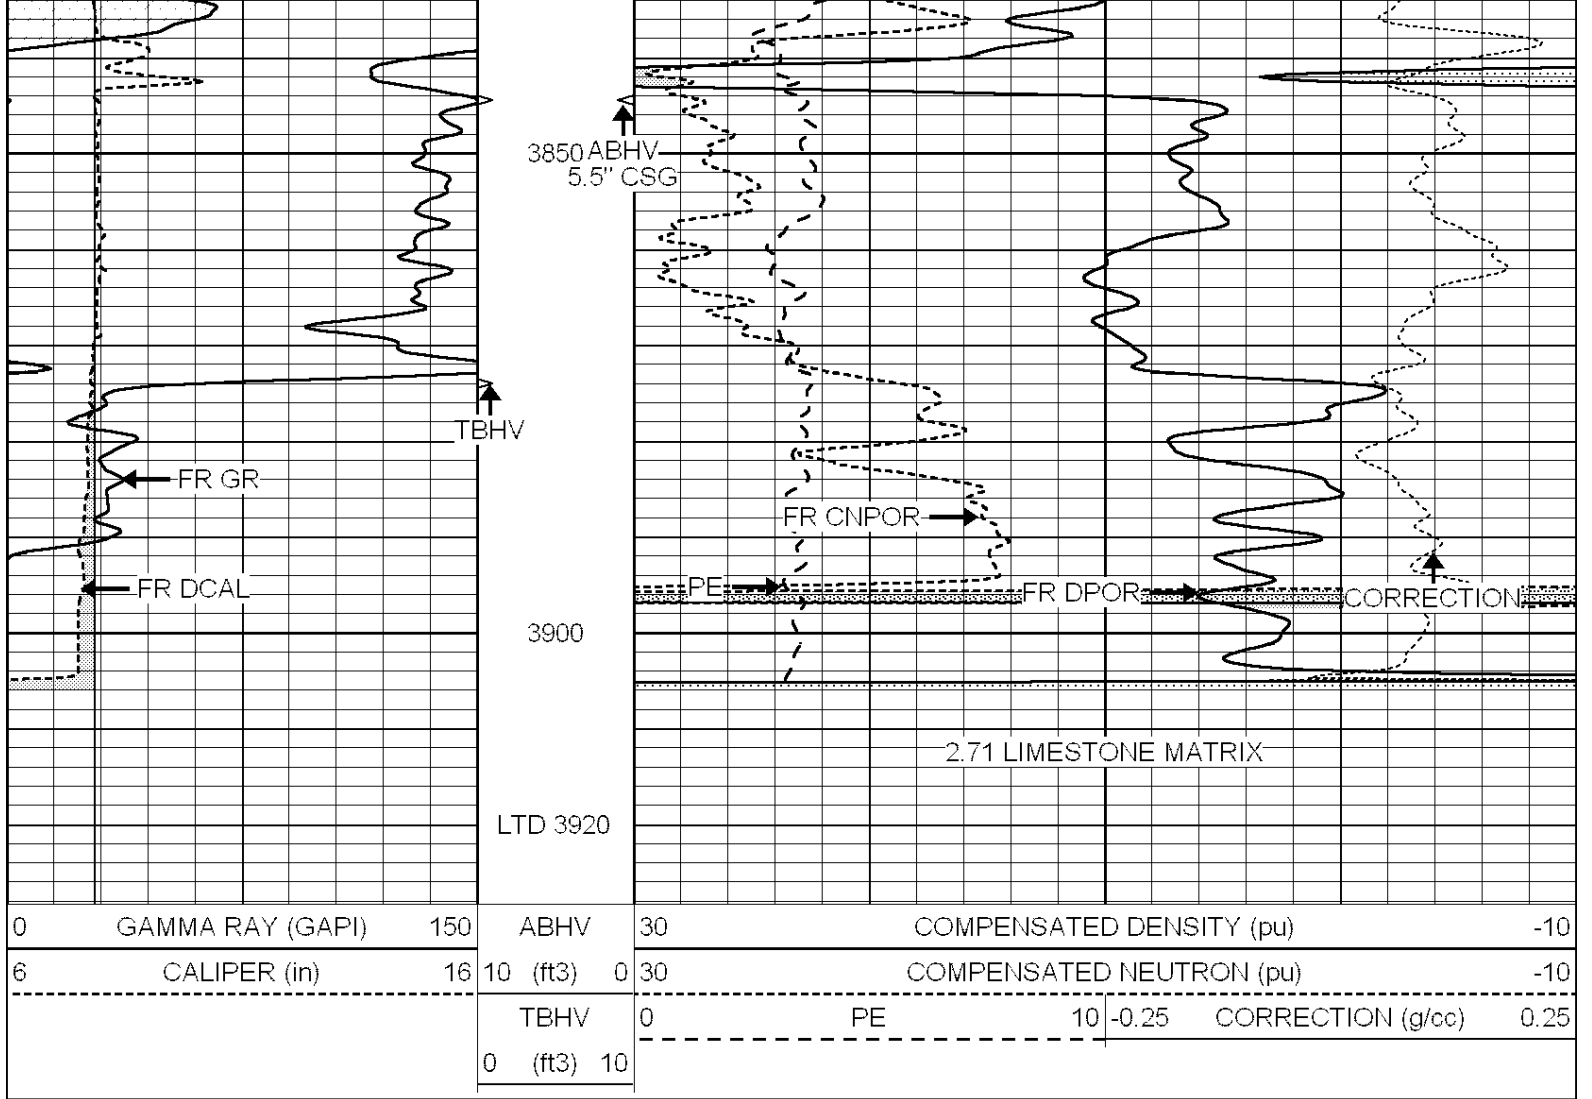 3850 ABHV
5.5" CSG
TBHV
FR GR
FR CNPOR
FR DCAL
PE
FR DPOR
CORRECTION
3900
2.71 LIMESTONE MATRIX
LTD 3920
0 GAMMA RAY (GAPI) 150
ABHV
30 COMPENSATED DENSITY (pu) -10
6 CALIPER (in) 16
10 (ft3) 0
30 COMPENSATED NEUTRON (pu) -10
TBHV
0 PE 10
-0.25 CORRECTION (g/cc) 0.25
0 (ft3) 10